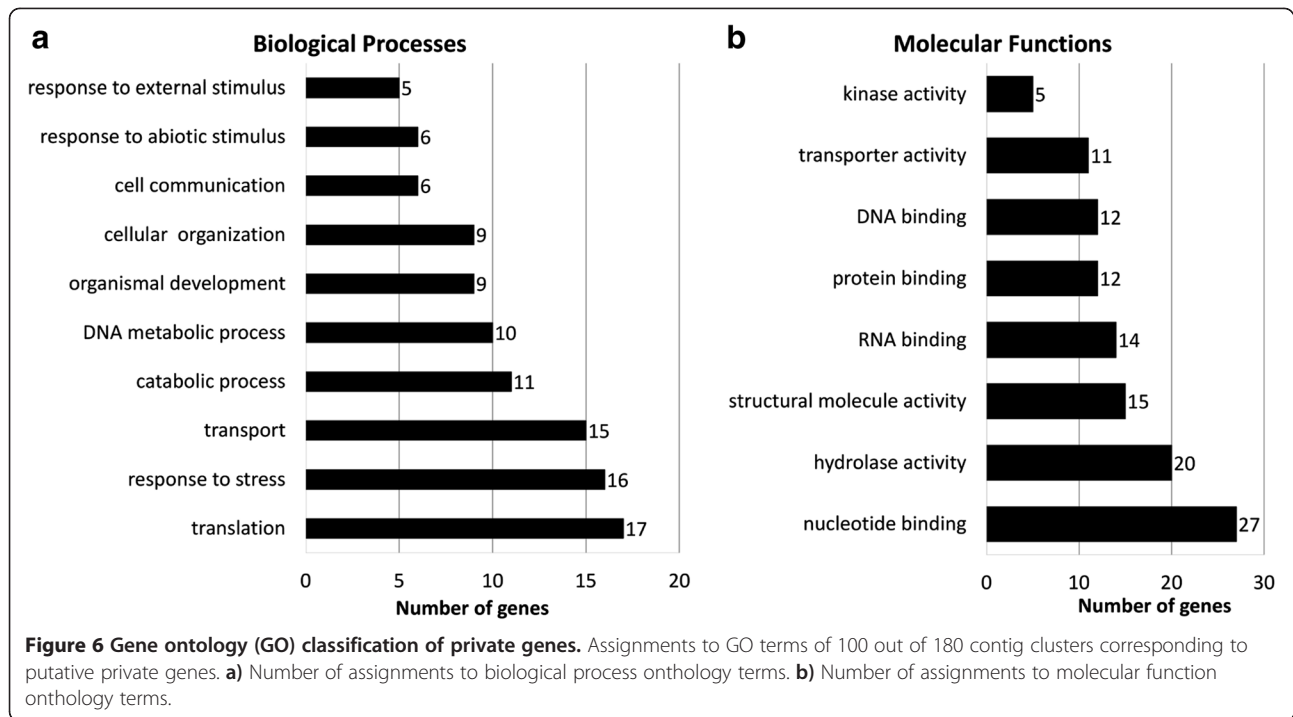 a
Biological Processes
response to external stimulus 5
response to abiotic stimulus 6
cell communication 6
cellular organization 9
organismal development 9
DNA metabolic process 10
catabolic process 11
transport 15
response to stress 16
translation 17
0 5 10 15 20
Number of genes
b
Molecular Functions
kinase activity 5
transporter activity 11
DNA binding 12
protein binding 12
RNA binding 14
structural molecule activity 15
hydrolase activity 20
nucleotide binding 27
0 10 20 30
Number of genes
Figure 6 Gene ontology (GO) classification of private genes. Assignments to GO terms of 100 out of 180 contig clusters corresponding to
putative private genes. a) Number of assignments to biological process onthology terms. b) Number of assignments to molecular function
onthology terms.